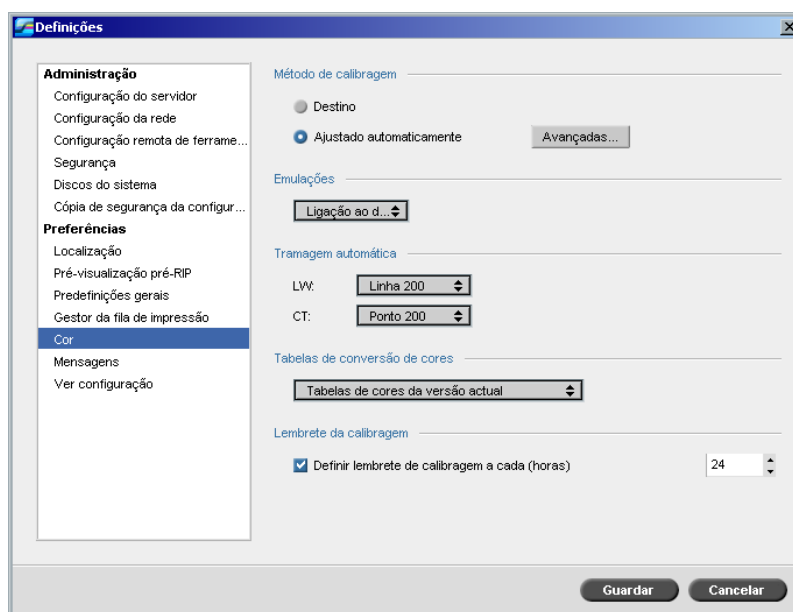 Definições
Administração
Configuração do servidor
Configuração da rede
Configuração remota de ferrame...
Segurança
Discos do sistema
Cópia de segurança da configur...
Preferências
Localização
Pré-visualização pré-RIP
Predefinições gerais
Gestor da fila de impressão
Cor
Mensagens
Ver configuração
Método de calibragem
Destino
Ajustado automaticamente
Avançadas...
Emulações
Ligação ao d...
Tramagem automática
LW: Linha 200
CT: Ponto 200
Tabelas de conversão de cores
Tabelas de cores da versão actual
Lembrete da calibragem
Definir lembrete de calibragem a cada (horas) 24
Guardar Cancelar